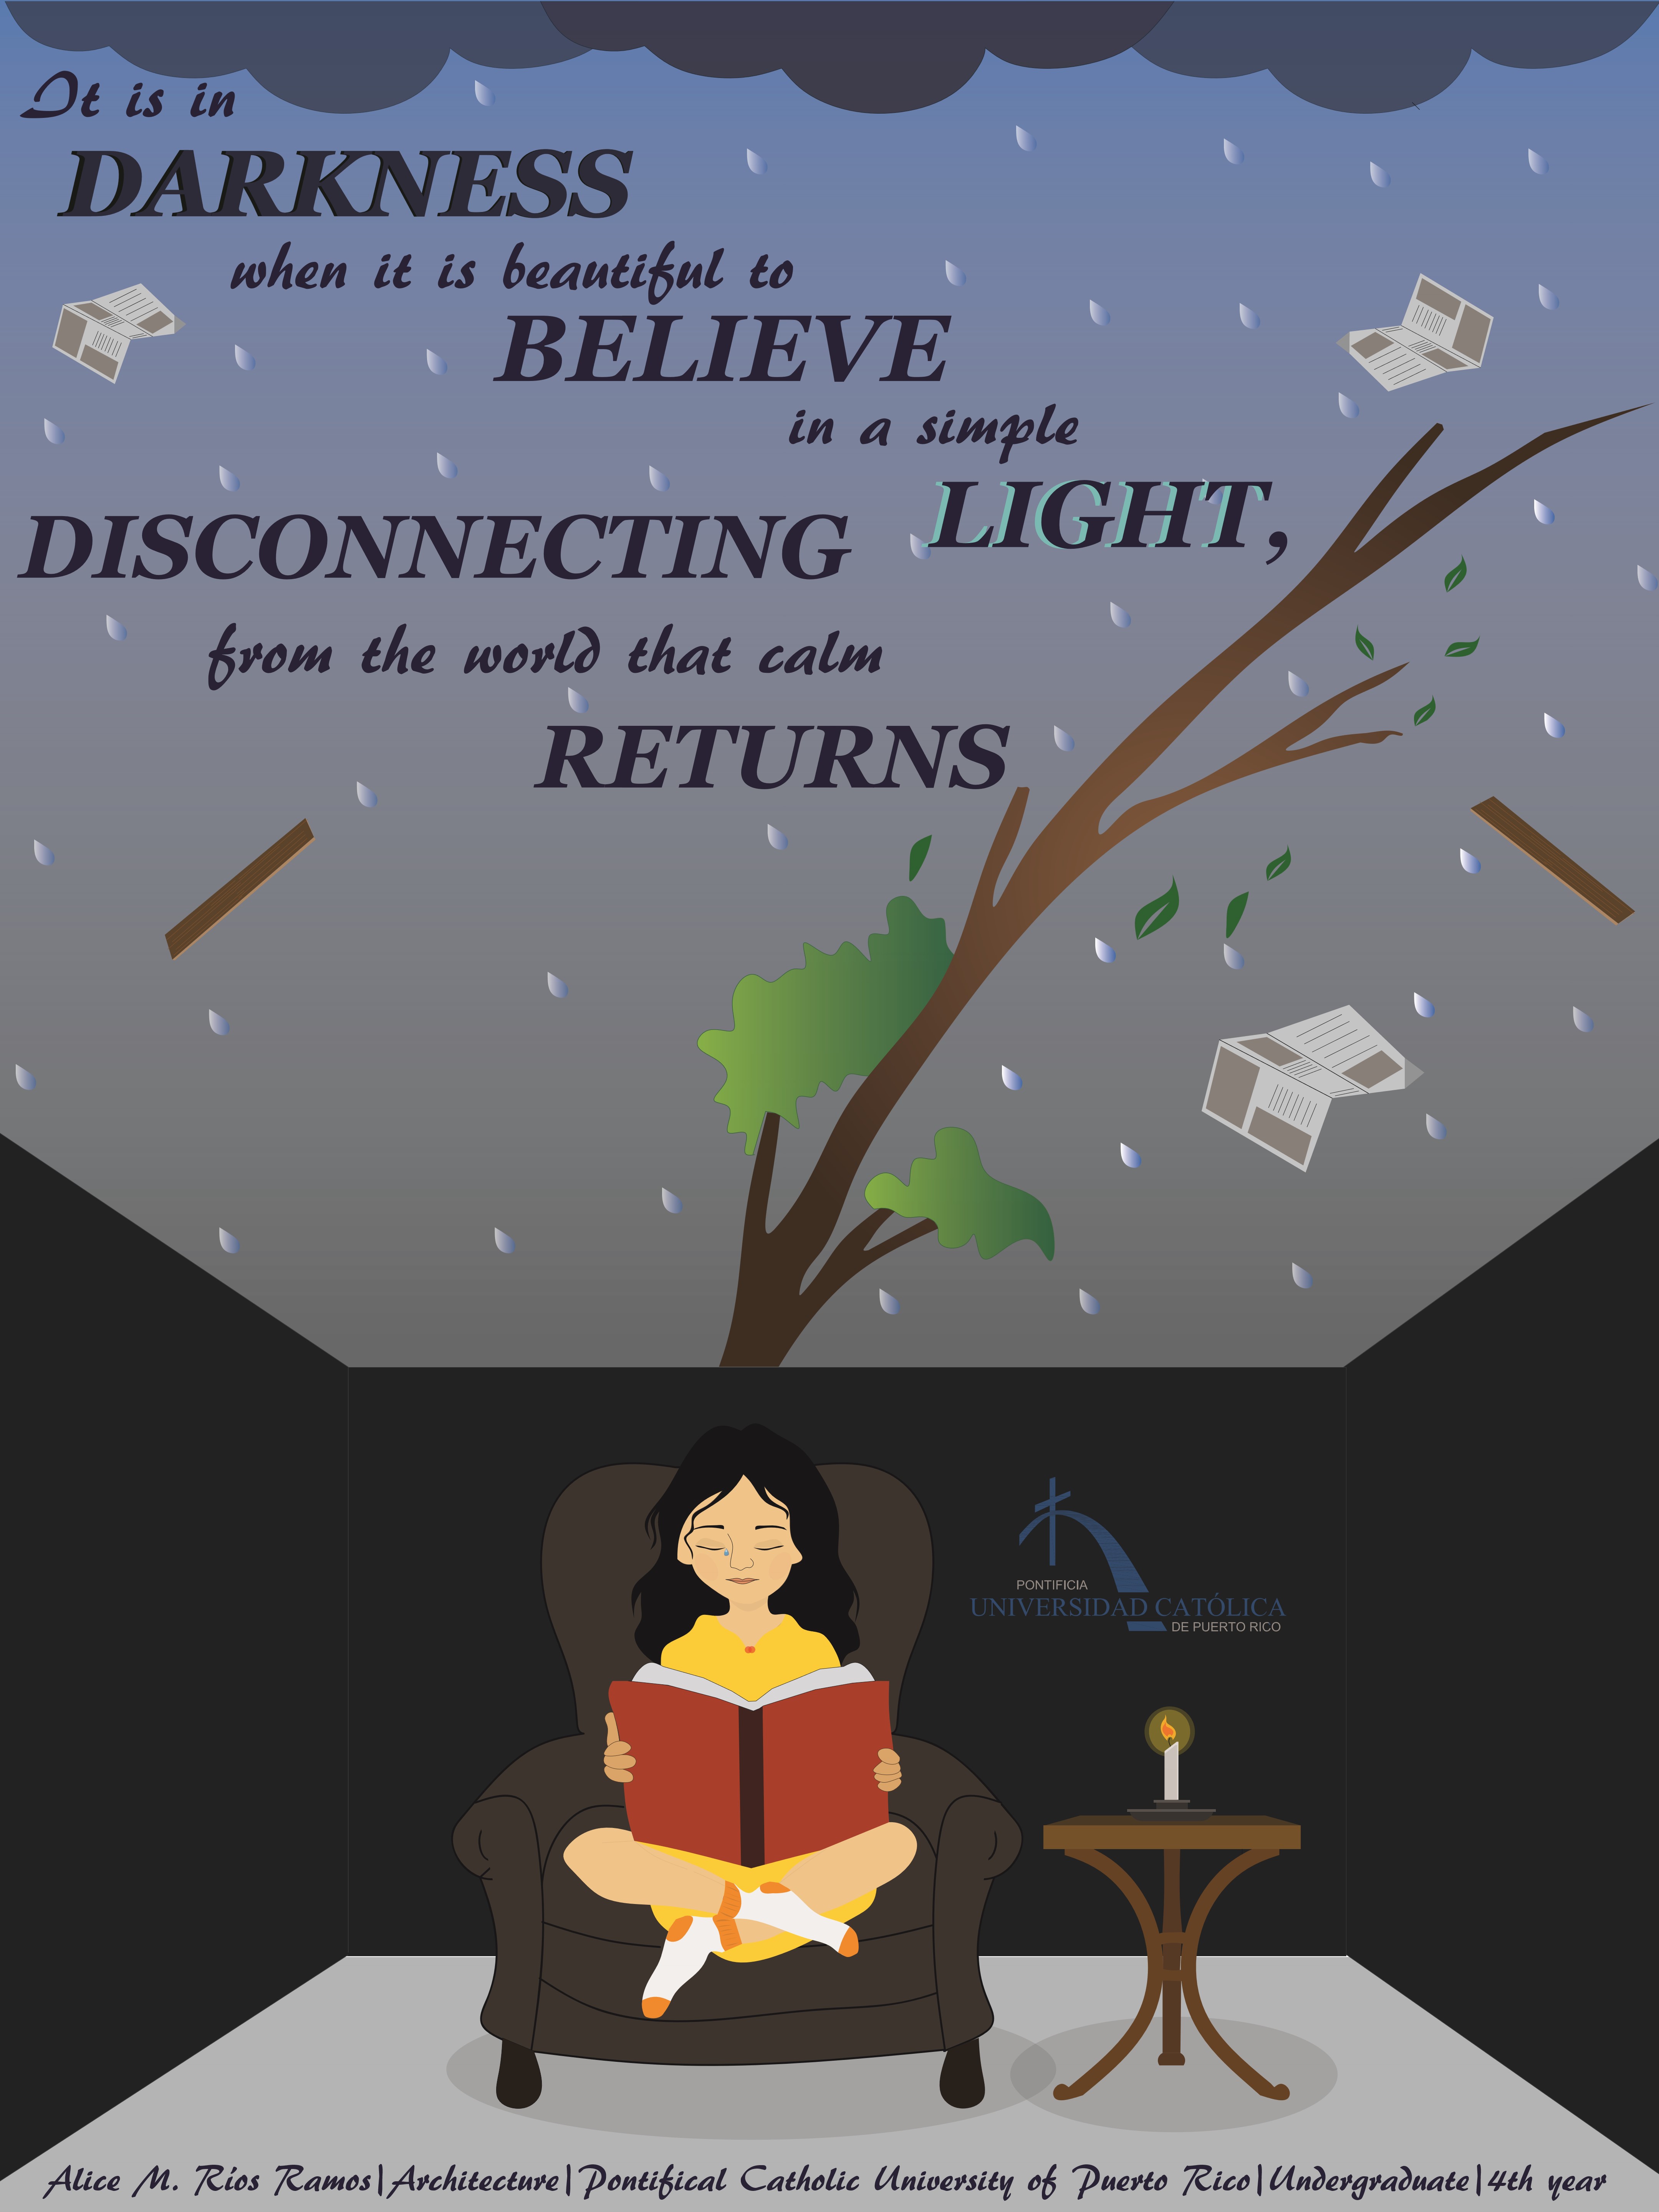 It is in
DARKNESS
when it is beautiful to
BELIEVE
in a simple
LIGHT,
DISCONNECTING
from the world that calm
RETURNS
PONTIFICIA
UNIVERSIDAD CATÓLICA
DE PUERTO RICO
Alice M. Ríos Ramos|Architecture|Pontifical Catholic University of Puerto Rico|Undergraduate|4th year